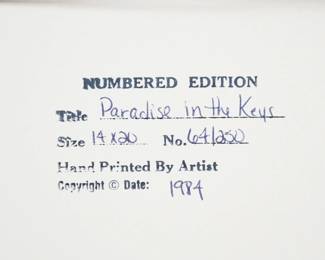 NUMBERED EDITION
Title Paradise in the Keys
Size 14x20 No. 64/250
Hand Printed By Artist
Copyright © Date: 1984